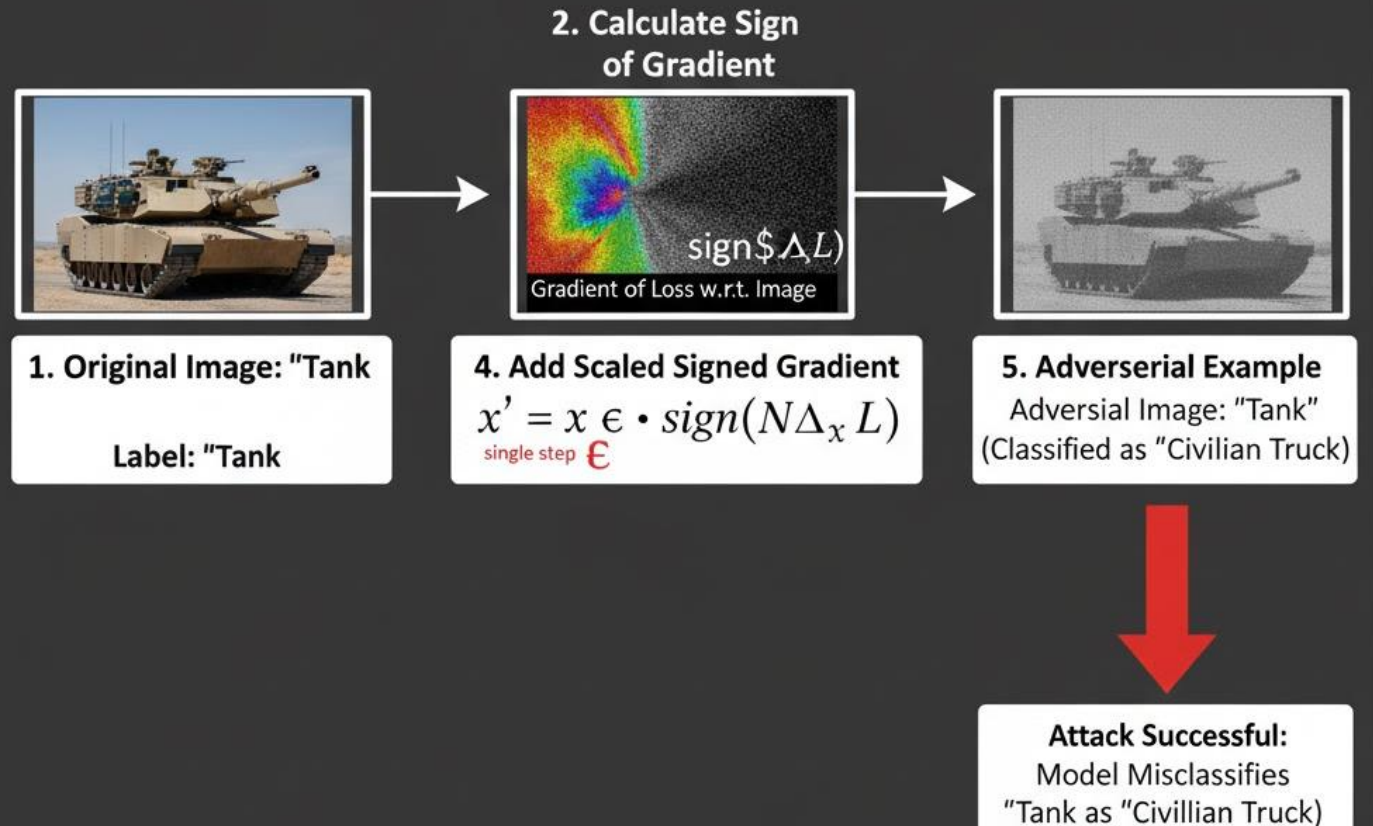 2. Calculate Sign
of Gradient
sign$Δ,L)
Gradient of Loss w.r.t. Image
1. Original Image: "Tank
Label: "Tank
4. Add Scaled Signed Gradient
x' = x ϵ • sign(NΔₓ L)
single step €
5. Adverserial Example
Adversial Image: "Tank"
(Classified as "Civilian Truck)
Attack Successful:
Model Misclassifies
"Tank as "Civillian Truck)